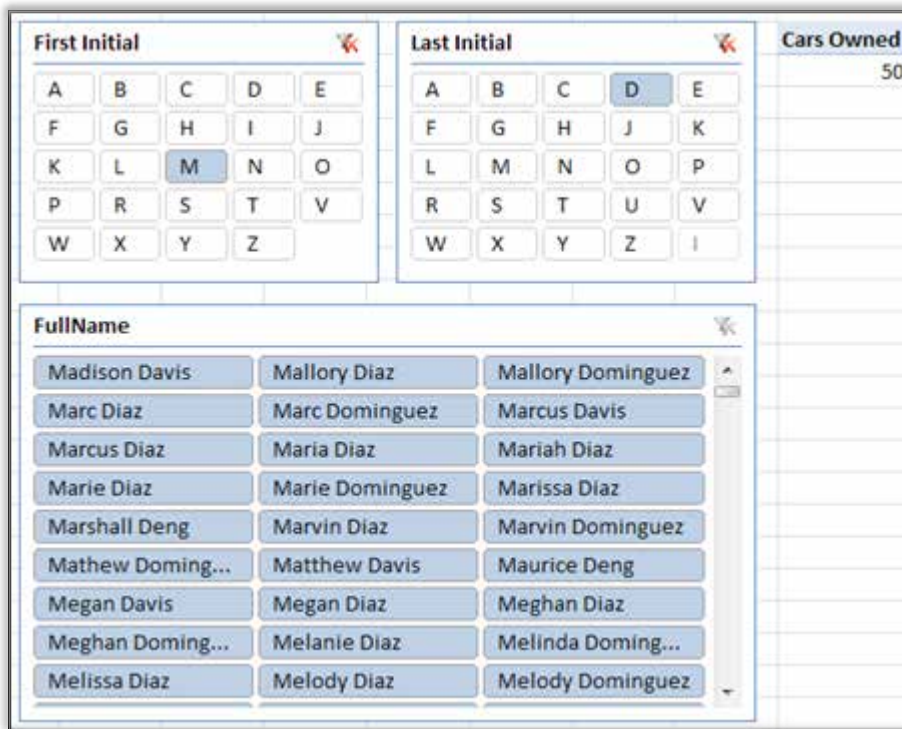 First Initial
A B C D E
F G H I J
K L M N O
P R S T V
W X Y Z
Last Initial
A B C D E
F G H J K
L M N O P
R S T U V
W X Y Z I
Cars Owned
50
FullName
Madison Davis Mallory Diaz Mallory Dominguez
Marc Diaz Marc Dominguez Marcus Davis
Marcus Diaz Maria Diaz Mariah Diaz
Marie Diaz Marie Dominguez Marissa Diaz
Marshall Deng Marvin Diaz Marvin Dominguez
Mathew Doming... Matthew Davis Maurice Deng
Megan Davis Megan Diaz Meghan Diaz
Meghan Doming... Melanie Diaz Melinda Doming...
Melissa Diaz Melody Diaz Melody Dominguez